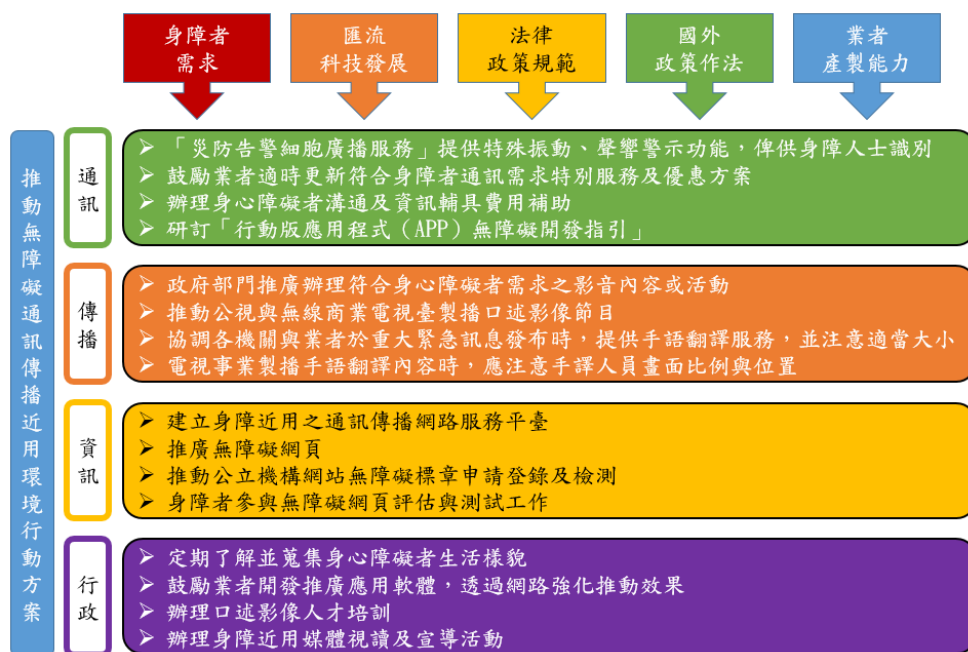 身障者
需求
匯流
科技發展
法律
政策規範
國外
政策作法
業者
產製能力
推動無障礙通訊傳播近用環境行動方案
通訊
「災防告警細胞廣播服務」提供特殊振動、聲響警示功能，俾供身障人士識別
鼓勵業者適時更新符合身障者通訊需求特別服務及優惠方案
辦理身心障礙者溝通及資訊輔具費用補助
研訂「行動版應用程式（APP）無障礙開發指引」
傳播
政府部門推廣辦理符合身心障礙者需求之影音內容或活動
推動公視與無線商業電視臺製播口述影像節目
協調各機關與業者於重大緊急訊息發布時，提供手語翻譯服務，並注意適當大小
電視事業製播手語翻譯內容時，應注意手譯人員畫面比例與位置
資訊
建立身障近用之通訊傳播網路服務平臺
推廣無障礙網頁
推動公立機構網站無障礙標章申請登錄及檢測
身障者參與無障礙網頁評估與測試工作
行政
定期了解並蒐集身心障礙者生活樣貌
鼓勵業者開發推廣應用軟體，透過網路強化推動效果
辦理口述影像人才培訓
辦理身障近用媒體視讀及宣導活動